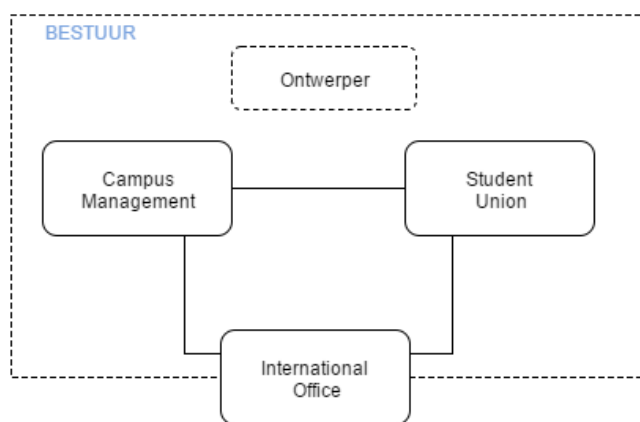 BESTUUR
Ontwerper
Campus
Management
Student
Union
International
Office